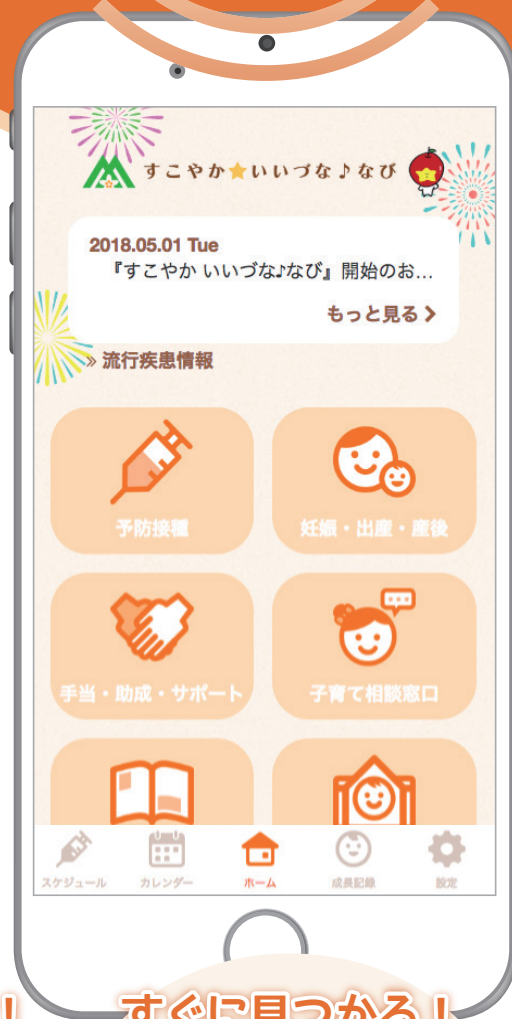 すこやか★いいづな♪なび
2018.05.01 Tue
『すこやか いいづな♪なび』開始のお…
もっと見る >
» 流行疾患情報
予防接種
妊娠・出産・産後
手当・助成・サポート
子育て相談窓口
スケジュール
カレンダー
ホーム
成長記録
設定
！
すぐに見つかる！